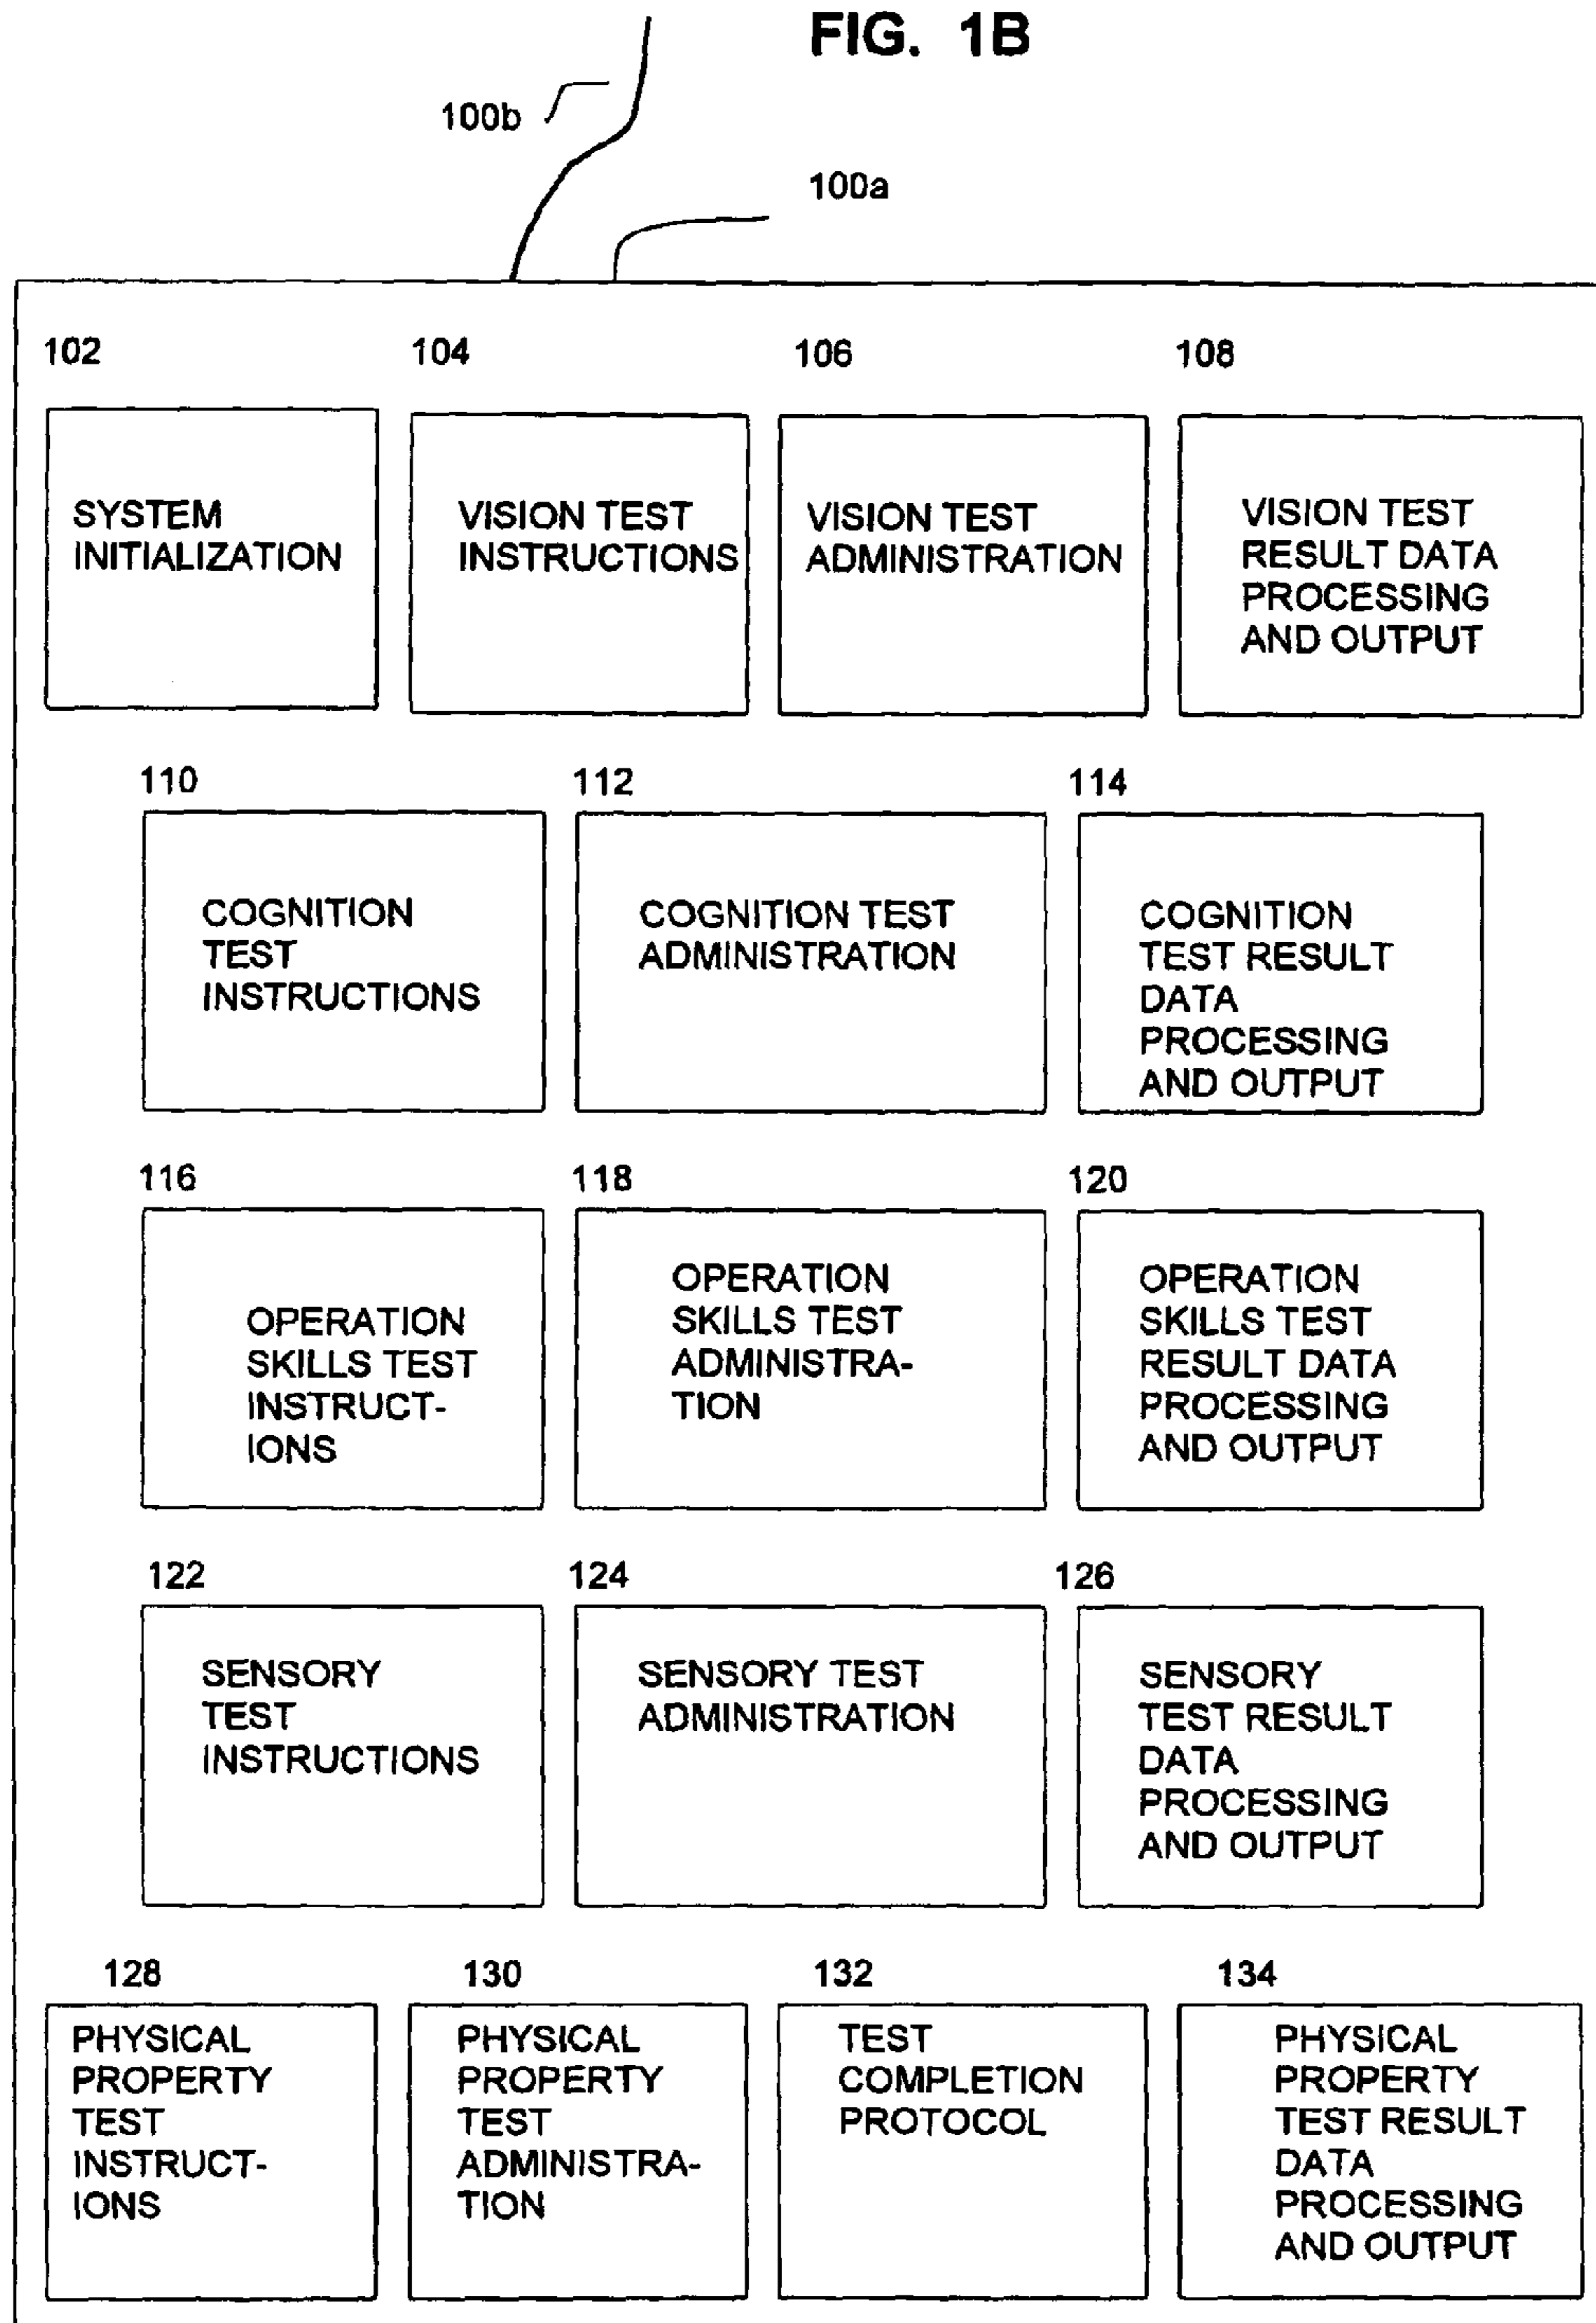 FIG. 1B
100b
100a
102
104
106
108
SYSTEM
INITIALIZATION
VISION TEST
INSTRUCTIONS
VISION TEST
ADMINISTRATION
VISION TEST
RESULT DATA
PROCESSING
AND OUTPUT
110
112
114
COGNITION
TEST
INSTRUCTIONS
COGNITION TEST
ADMINISTRATION
COGNITION
TEST RESULT
DATA
PROCESSING
AND OUTPUT
116
118
120
OPERATION
SKILLS TEST
INSTRUCT-
IONS
OPERATION
SKILLS TEST
ADMINISTRA-
TION
OPERATION
SKILLS TEST
RESULT DATA
PROCESSING
AND OUTPUT
122
124
126
SENSORY
TEST
INSTRUCTIONS
SENSORY TEST
ADMINISTRATION
SENSORY
TEST RESULT
DATA
PROCESSING
AND OUTPUT
128
130
132
134
PHYSICAL
PROPERTY
TEST
INSTRUCT-
IONS
PHYSICAL
PROPERTY
TEST
ADMINISTRA-
TION
TEST
COMPLETION
PROTOCOL
PHYSICAL
PROPERTY
TEST RESULT
DATA
PROCESSING
AND OUTPUT